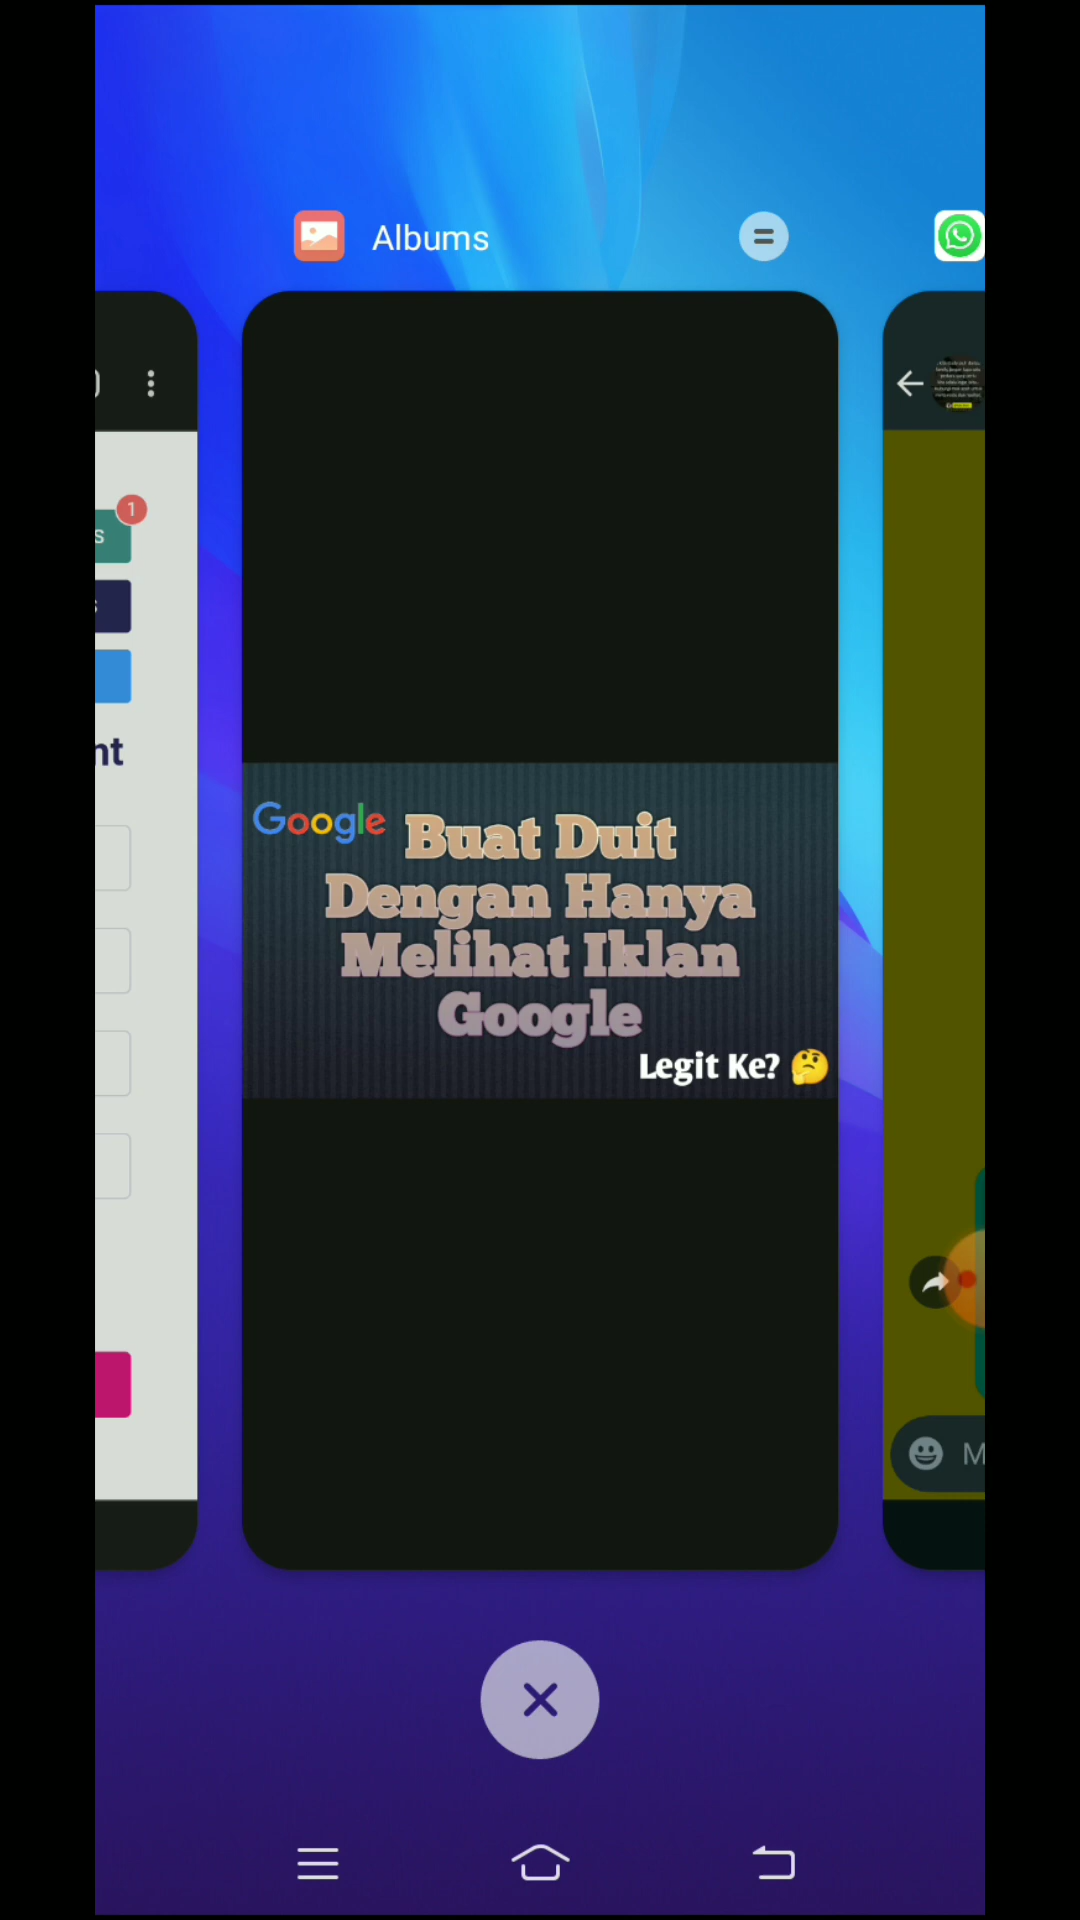 Albums
1
s
nt
Google
Buat Duit
Dengan Hanya
Melihat Iklan
Google
Legit Ke? 🤔
M